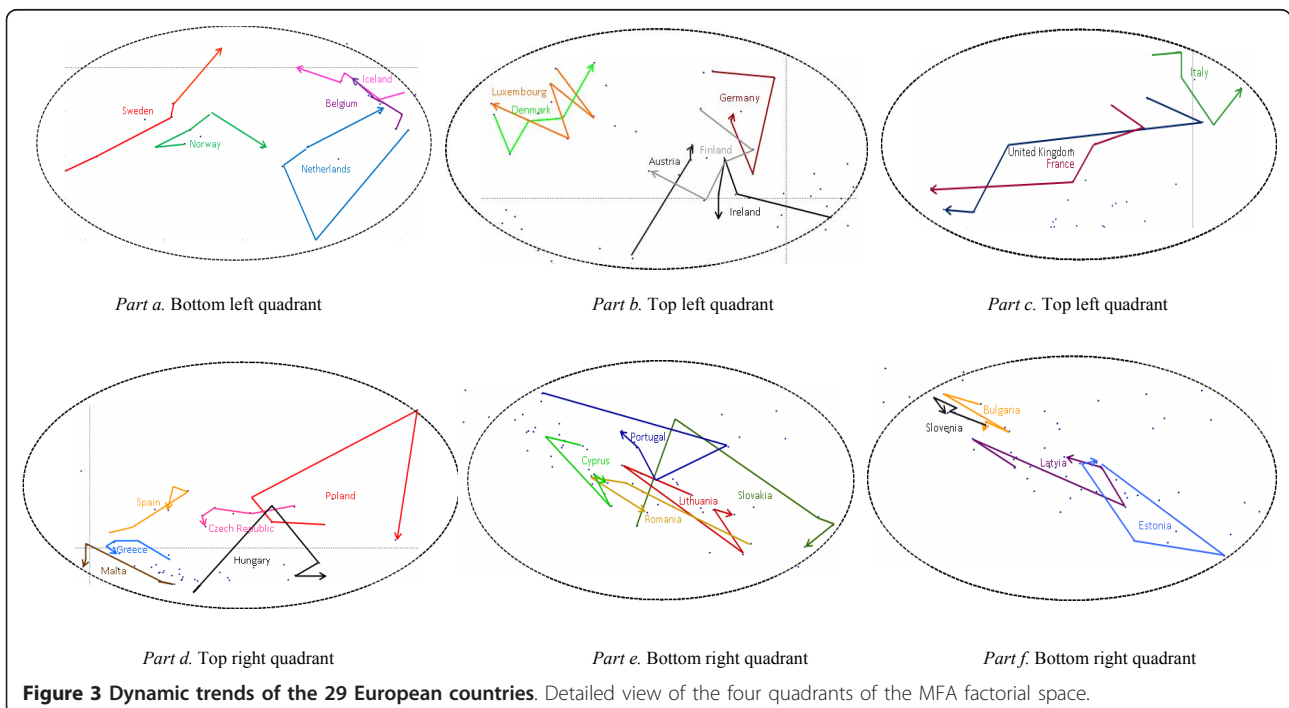 Sweden
Norway
Iceland
Belgium
Netherlands
Part a. Bottom left quadrant
Luxembourg
Denmark
Germany
Finland
Austria
Ireland
Part b. Top left quadrant
Italy
United Kingdom
France
Part c. Top left quadrant
Spain
Poland
Czech Republic
Greece
Hungary
Malta
Part d. Top right quadrant
Portugal
Cyprus
Lithuania
Slovakia
Romania
Part e. Bottom right quadrant
Bulgaria
Slovenia
Latvia
Estonia
Part f. Bottom right quadrant
Figure 3 Dynamic trends of the 29 European countries. Detailed view of the four quadrants of the MFA factorial space.